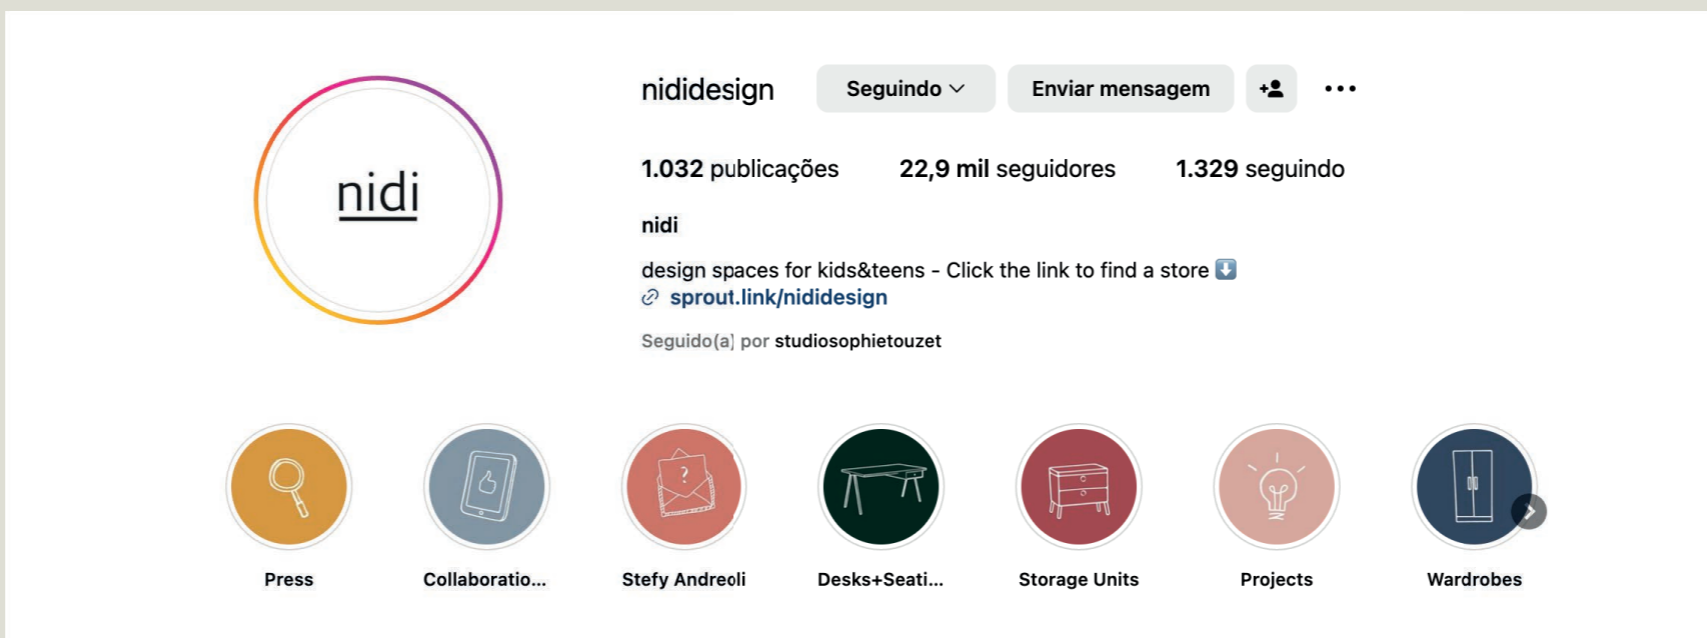 nidi
nididesign Seguindo Enviar mensagem
1.032 publicações 22,9 mil seguidores 1.329 seguindo
nidi
design spaces for kids&teens - Click the link to find a store ⬇️
sprout.link/nididesign
Seguido(a) por studiosophietouzet
?
Press Collaboratio... Stefy Andreoli Desks+Seati... Storage Units Projects Wardrobes